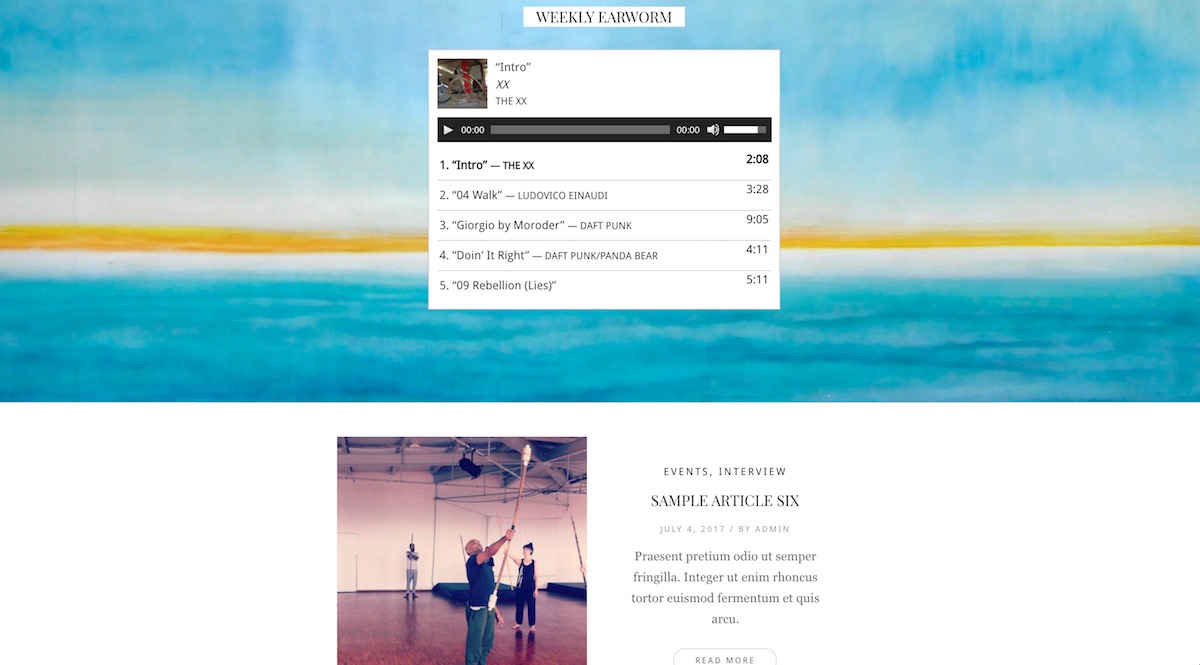 WEEKLY EARWORM
“Intro”
XX
THE XX
00:00 00:00
1. “Intro” — THE XX 2:08
2. “04 Walk” — LUDOVICO EINAUDI 3:28
3. “Giorgio by Moroder” — DAFT PUNK 9:05
4. “Doin’ It Right” — DAFT PUNK/PANDA BEAR 4:11
5. “09 Rebellion (Lies)” 5:11
EVENTS, INTERVIEW
SAMPLE ARTICLE SIX
JULY 4, 2017 / BY ADMIN
Praesent pretium odio ut semper
fringilla. Integer ut enim rhoncus
tortor euismod fermentum et quis
arcu.
READ MORE